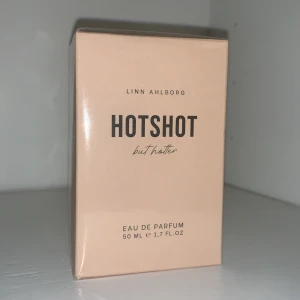 LINN AHLBORG
HOTSHOT
but hotter
EAU DE PARFUM
50 ML ℮ 1.7 FL.OZ